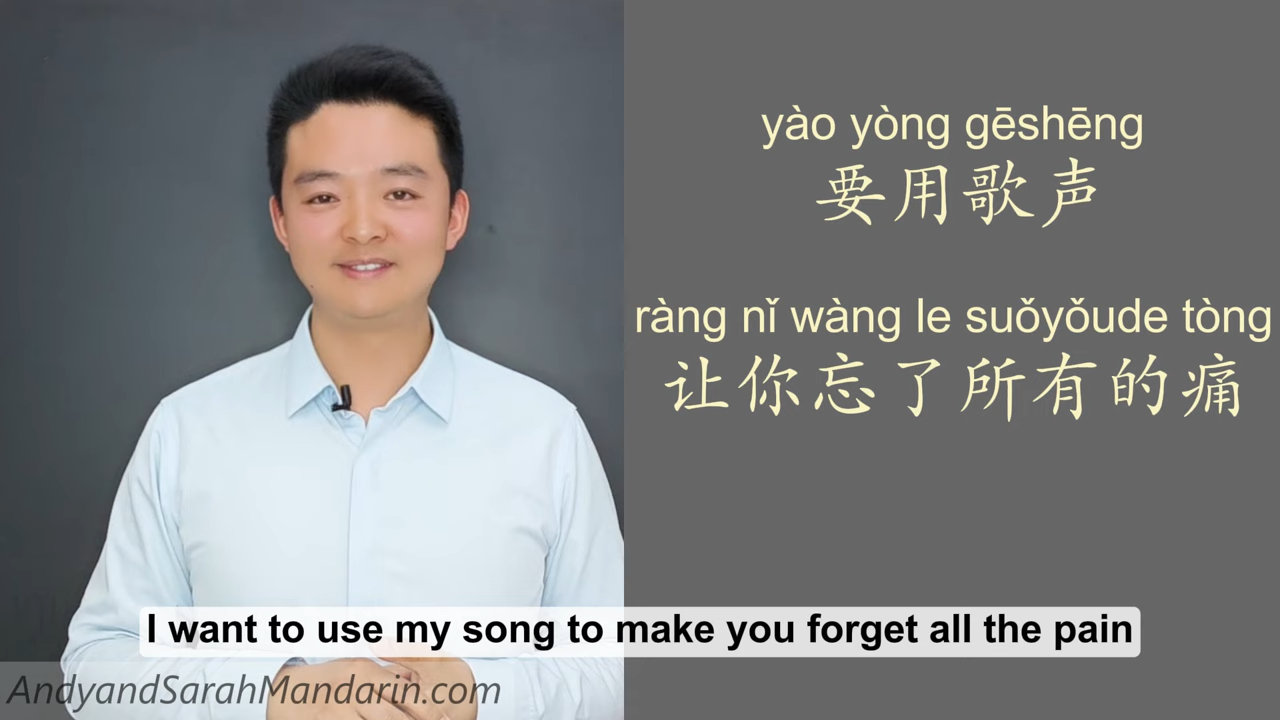 yào yòng gēshēng
要用歌声
ràng nǐ wàng le suǒyǒude tòng
让你忘了所有的痛
I want to use my song to make you forget all the pain
AndyandSarahMandarin.com